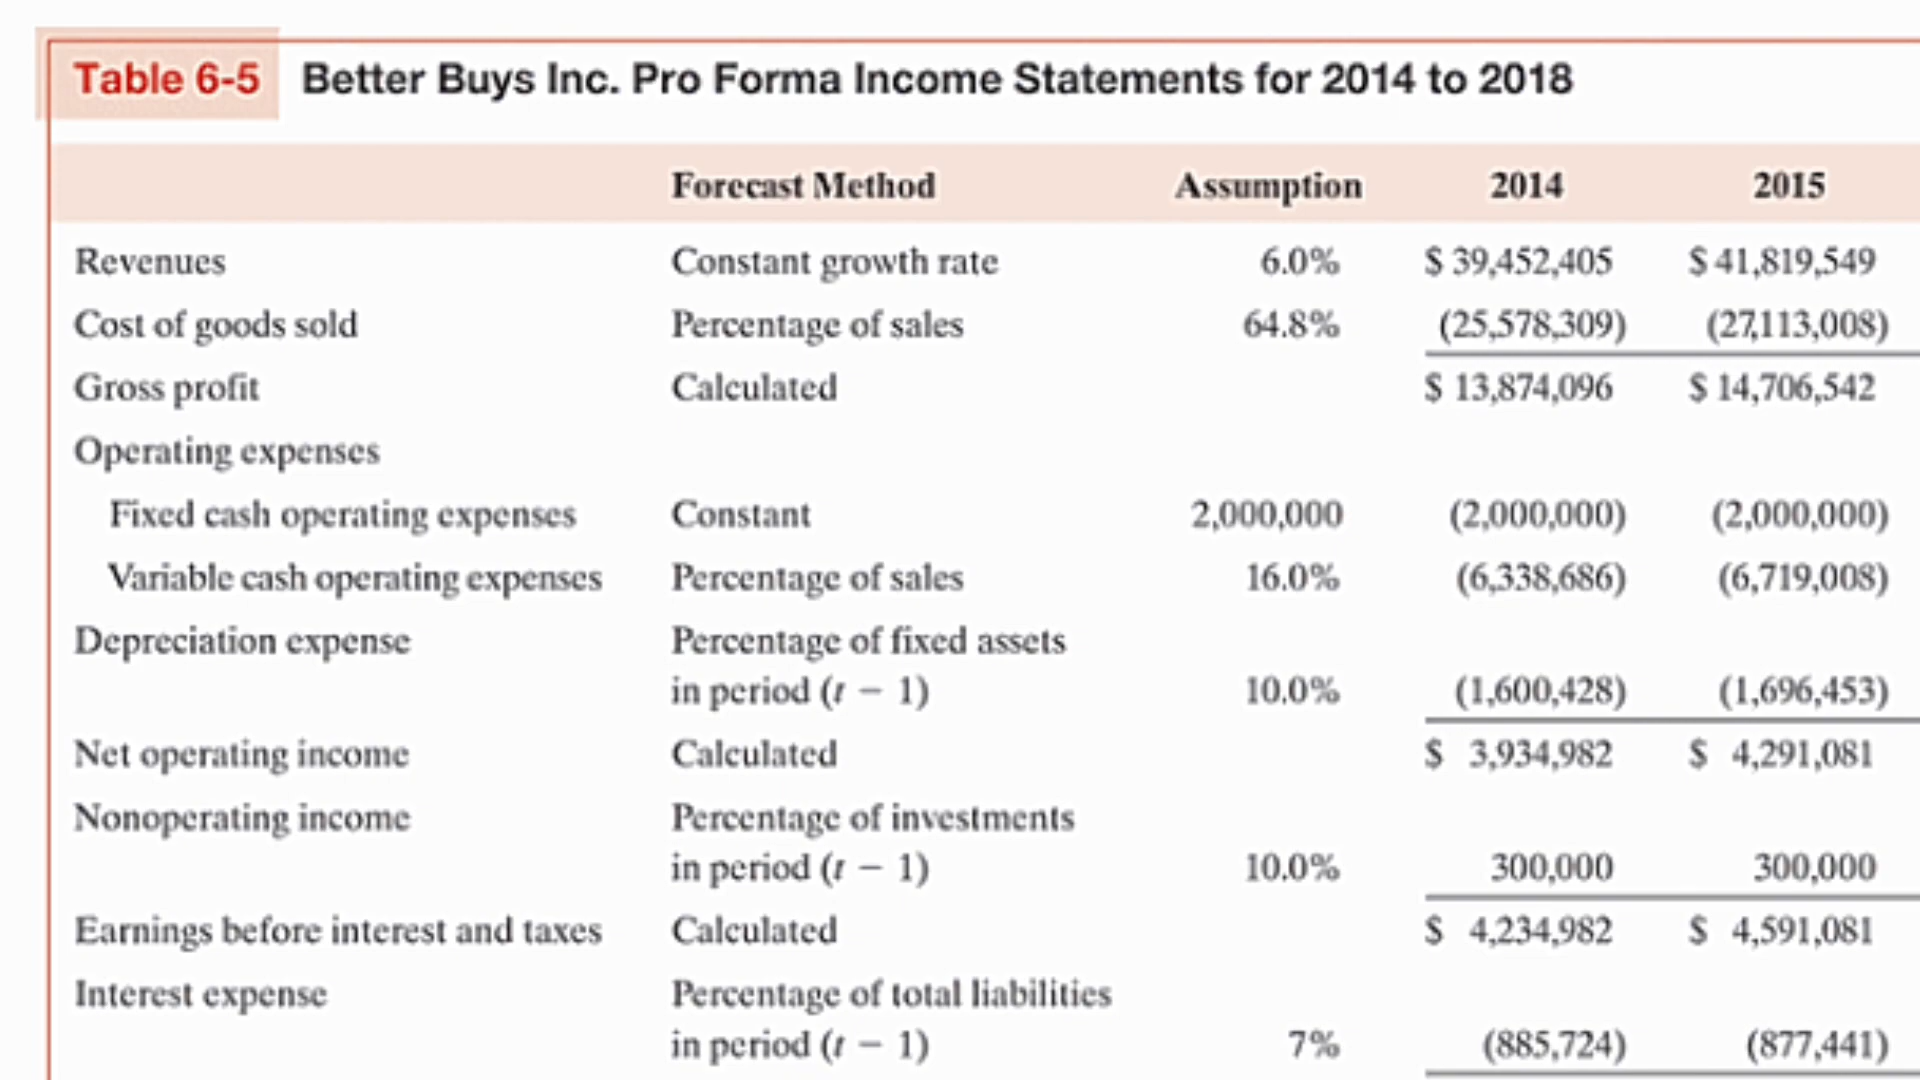 Table 6-5 Better Buys Inc. Pro Forma Income Statements for 2014 to 2018
Forecast Method Assumption 2014 2015
Revenues Constant growth rate 6.0% $ 39,452,405 $ 41,819,549
Cost of goods sold Percentage of sales 64.8% (25,578,309) (27,113,008)
Gross profit Calculated $ 13,874,096 $ 14,706,542
Operating expenses
Fixed cash operating expenses Constant 2,000,000 (2,000,000) (2,000,000)
Variable cash operating expenses Percentage of sales 16.0% (6,338,686) (6,719,008)
Depreciation expense Percentage of fixed assets
in period (t − 1) 10.0% (1,600,428) (1,696,453)
Net operating income Calculated $ 3,934,982 $ 4,291,081
Nonoperating income Percentage of investments
in period (t − 1) 10.0% 300,000 300,000
Earnings before interest and taxes Calculated $ 4,234,982 $ 4,591,081
Interest expense Percentage of total liabilities
in period (t − 1) 7% (885,724) (877,441)